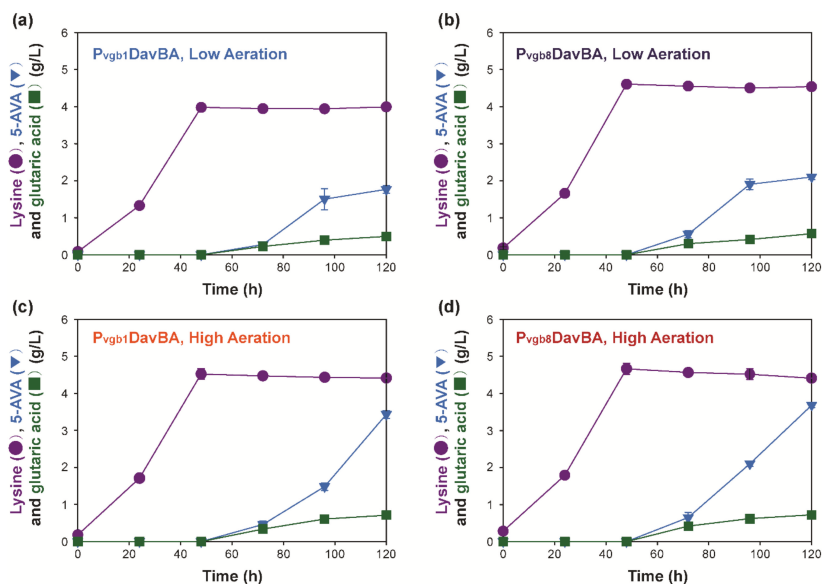 (a)
Pvgb1DavBA, Low Aeration
Lysine (●), 5-AVA (▼)
and glutaric acid (■) (g/L)
6
5
4
3
2
1
0
0 20 40 60 80 100 120
Time (h)
(b)
Pvgb8DavBA, Low Aeration
Lysine (●), 5-AVA (▼)
and glutaric acid (■) (g/L)
6
5
4
3
2
1
0
0 20 40 60 80 100 120
Time (h)
(c)
Pvgb1DavBA, High Aeration
Lysine (●), 5-AVA (▼)
and glutaric acid (■) (g/L)
6
5
4
3
2
1
0
0 20 40 60 80 100 120
Time (h)
(d)
Pvgb8DavBA, High Aeration
Lysine (●), 5-AVA (▼)
and glutaric acid (■) (g/L)
6
5
4
3
2
1
0
0 20 40 60 80 100 120
Time (h)